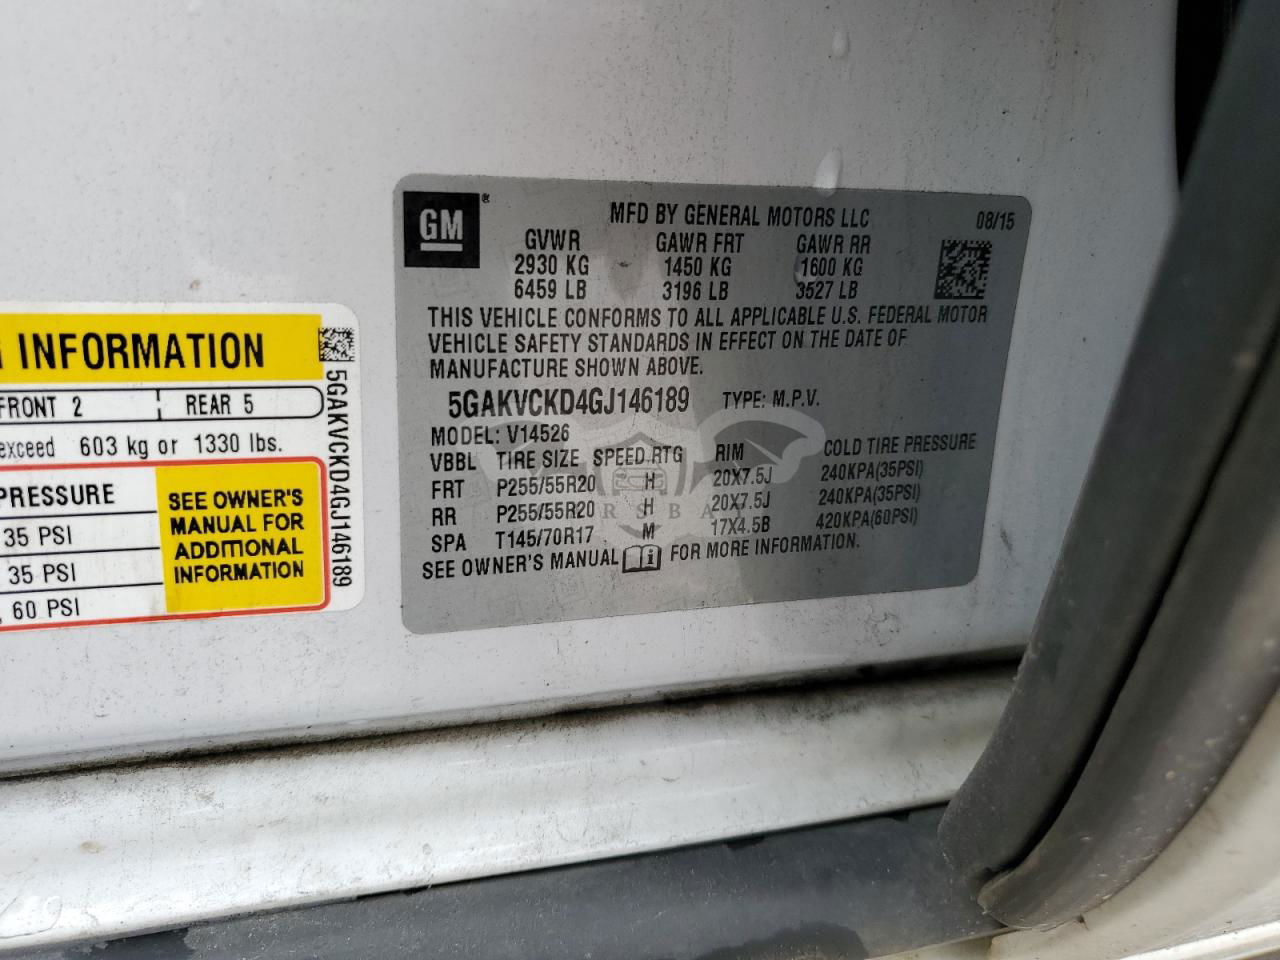 GM ®
MFD BY GENERAL MOTORS LLC 08/15
GVWR GAWR FRT GAWR RR
2930 KG 1450 KG 1600 KG
6459 LB 3196 LB 3527 LB
THIS VEHICLE CONFORMS TO ALL APPLICABLE U.S. FEDERAL MOTOR
VEHICLE SAFETY STANDARDS IN EFFECT ON THE DATE OF
MANUFACTURE SHOWN ABOVE.
5GAKVCKD4GJ146189 TYPE: M.P.V.
MODEL: V14526
VBBL TIRE SIZE SPEED RTG RIM COLD TIRE PRESSURE
FRT P255/55R20 H 20X7.5J 240KPA(35PSI)
RR P255/55R20 H 20X7.5J 240KPA(35PSI)
SPA T145/70R17 M 17X4.5B 420KPA(60PSI)
SEE OWNER'S MANUAL FOR MORE INFORMATION.
INFORMATION
FRONT 2 REAR 5
exceed 603 kg or 1330 lbs.
PRESSURE
35 PSI
35 PSI
60 PSI
SEE OWNER'S
MANUAL FOR
ADDITIONAL
INFORMATION
5GAKVCKD4GJ146189